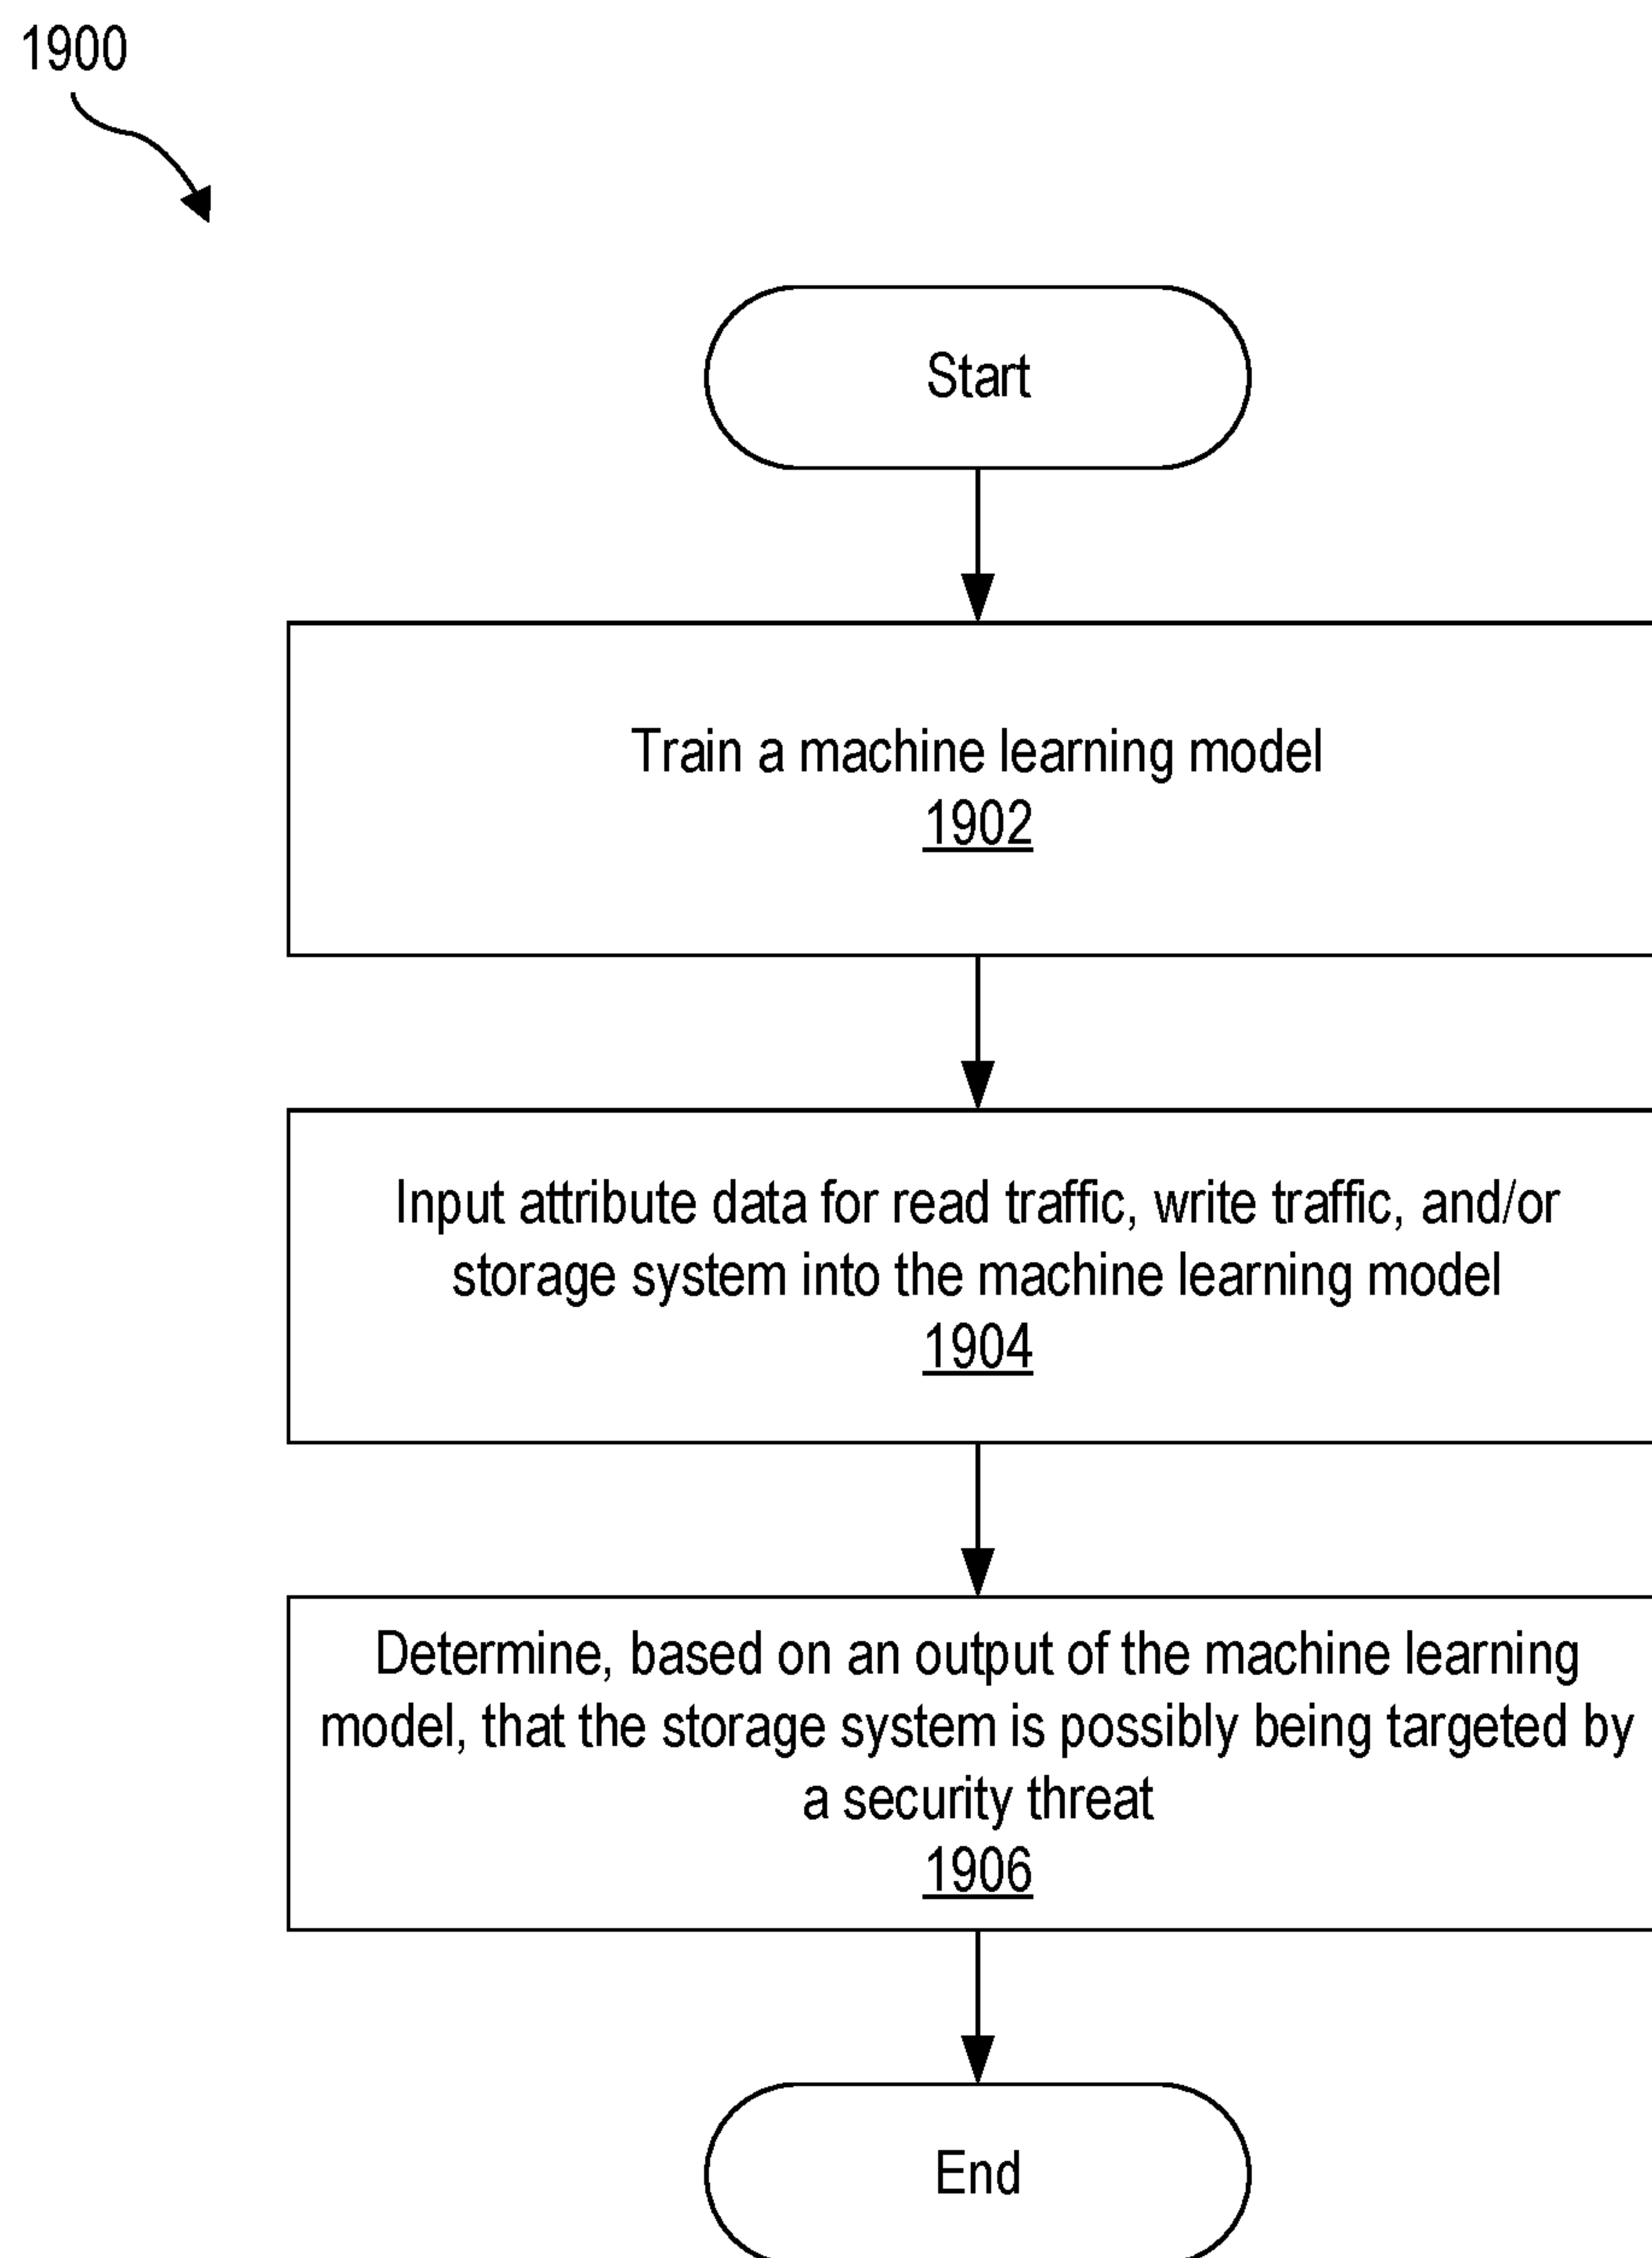 1900
Start
Train a machine learning model
1902
Input attribute data for read traffic, write traffic, and/or
storage system into the machine learning model
1904
Determine, based on an output of the machine learning
model, that the storage system is possibly being targeted by
a security threat
1906
End